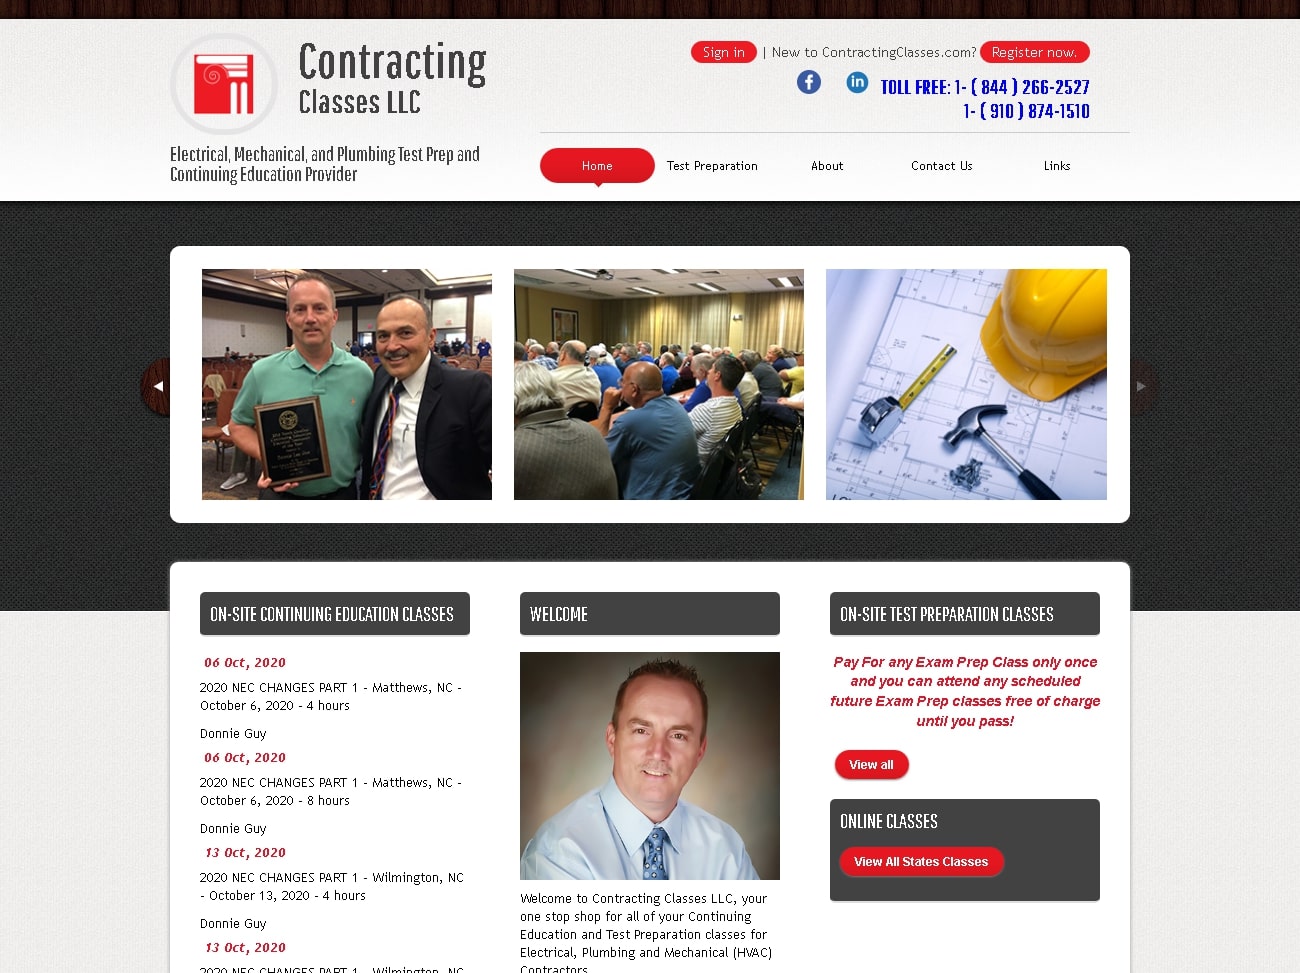 Contracting
Classes LLC
Electrical, Mechanical, and Plumbing Test Prep and
Continuing Education Provider
Sign in | New to ContractingClasses.com? Register now.
TOLL FREE: 1- ( 844 ) 266-2527
1- ( 910 ) 874-1510
Home Test Preparation About Contact Us Links
ON-SITE CONTINUING EDUCATION CLASSES
06 Oct, 2020
2020 NEC CHANGES PART 1 - Matthews, NC -
October 6, 2020 - 4 hours
Donnie Guy
06 Oct, 2020
2020 NEC CHANGES PART 1 - Matthews, NC -
October 6, 2020 - 8 hours
Donnie Guy
13 Oct, 2020
2020 NEC CHANGES PART 1 - Wilmington, NC
- October 13, 2020 - 4 hours
Donnie Guy
13 Oct, 2020
2020 NEC CHANGES PART 1 - Wilmington, NC
WELCOME
Welcome to Contracting Classes LLC, your
one stop shop for all of your Continuing
Education and Test Preparation classes for
Electrical, Plumbing and Mechanical (HVAC)
Contractors
ON-SITE TEST PREPARATION CLASSES
Pay For any Exam Prep Class only once
and you can attend any scheduled
future Exam Prep classes free of charge
until you pass!
View all
ONLINE CLASSES
View All States Classes